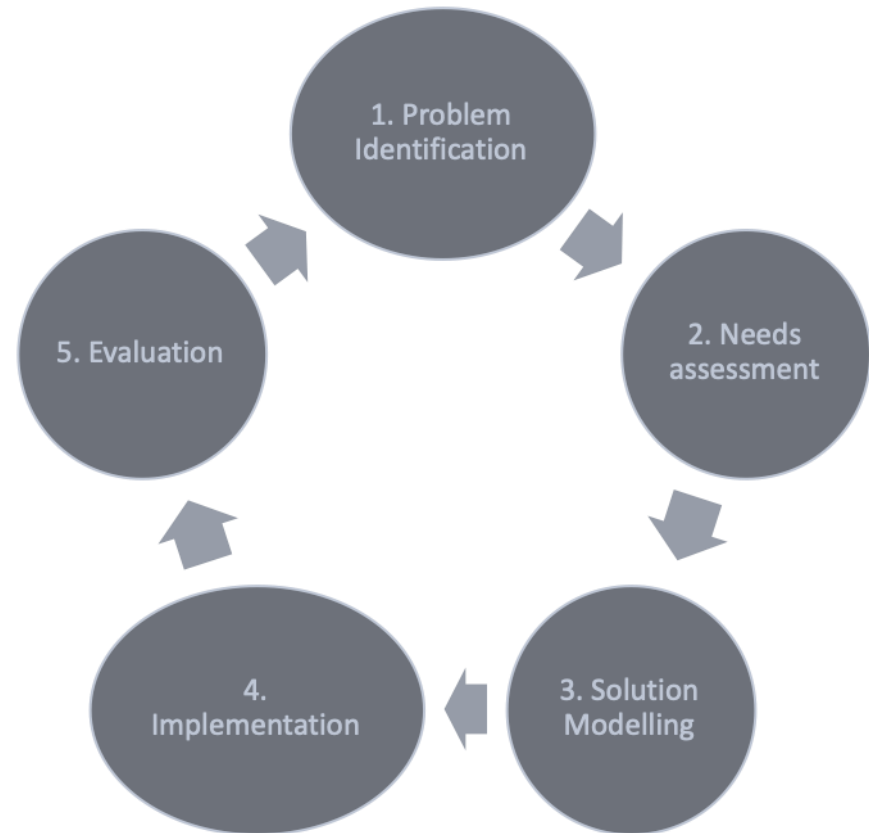 1. Problem
Identification
2. Needs
assessment
3. Solution
Modelling
4.
Implementation
5. Evaluation